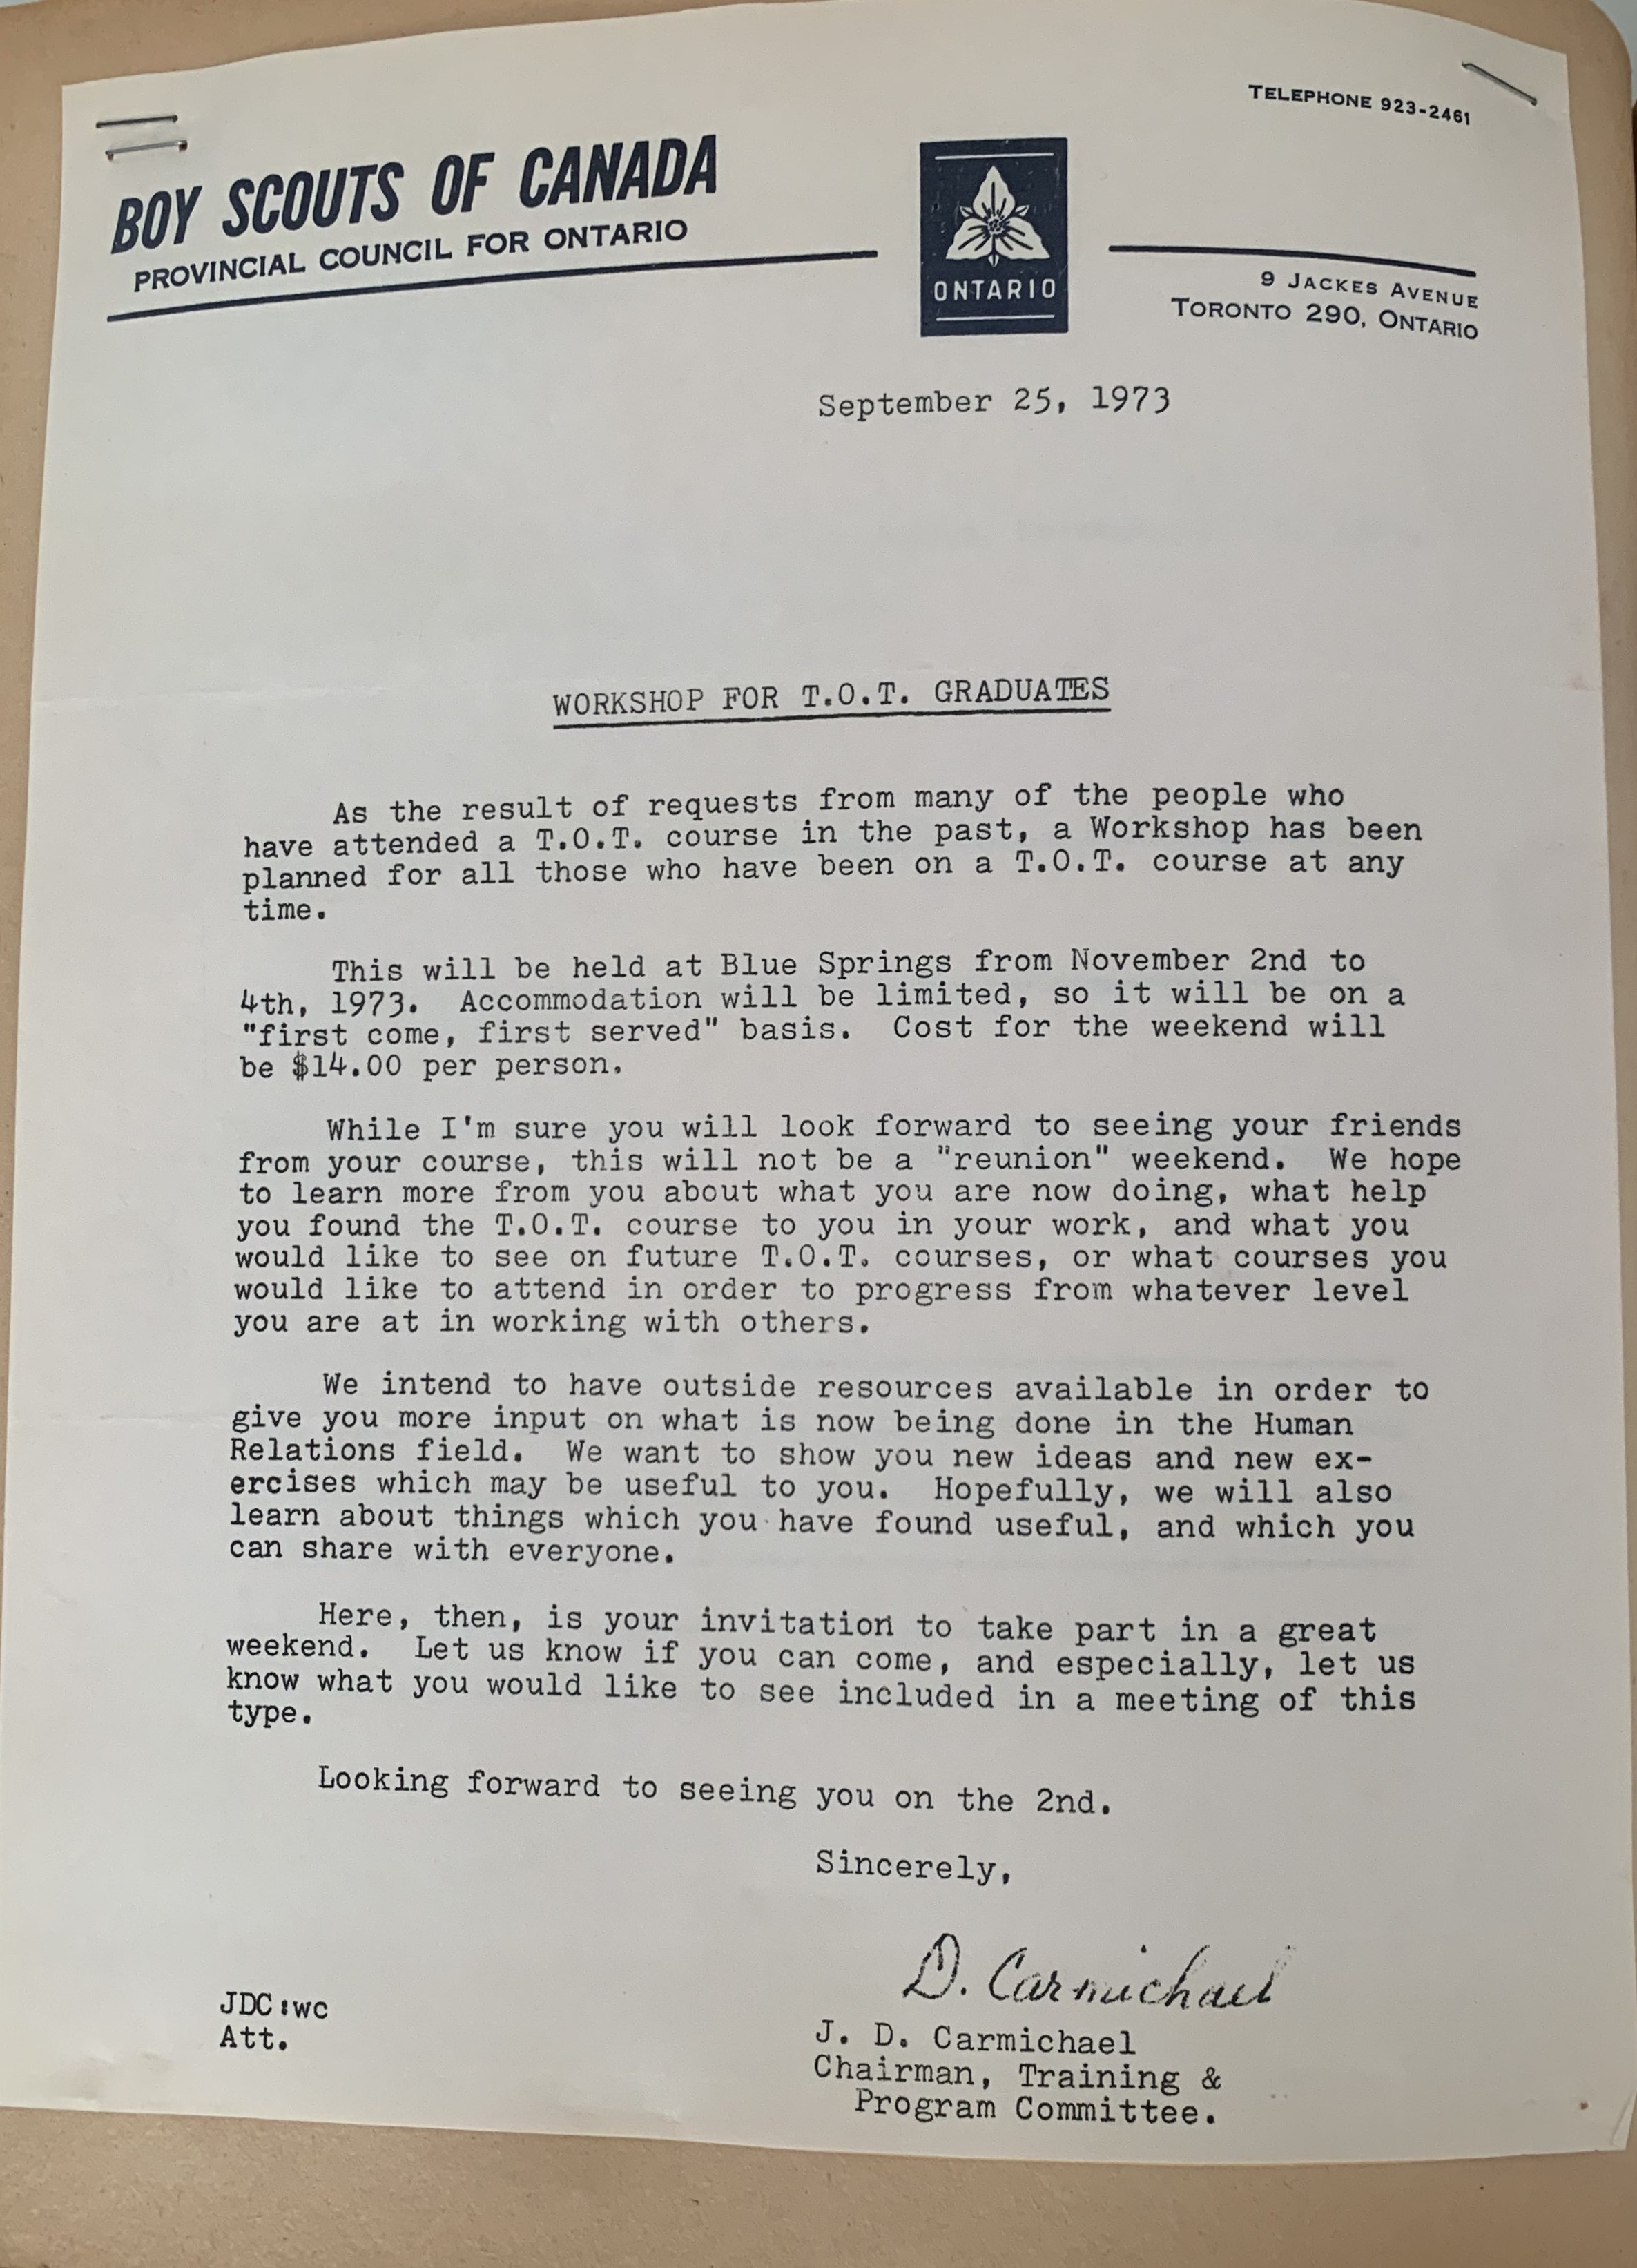 TELEPHONE 923-2461
BOY SCOUTS OF CANADA
PROVINCIAL COUNCIL FOR ONTARIO
ONTARIO
9 JACKES AVENUE
TORONTO 290, ONTARIO
September 25, 1973
WORKSHOP FOR T.O.T. GRADUATES
As the result of requests from many of the people who
have attended a T.O.T. course in the past, a Workshop has been
planned for all those who have been on a T.O.T. course at any
time.
This will be held at Blue Springs from November 2nd to
4th, 1973. Accommodation will be limited, so it will be on a
"first come, first served" basis. Cost for the weekend will
be $14.00 per person.
While I'm sure you will look forward to seeing your friends
from your course, this will not be a "reunion" weekend. We hope
to learn more from you about what you are now doing, what help
you found the T.O.T. course to you in your work, and what you
would like to see on future T.O.T. courses, or what courses you
would like to attend in order to progress from whatever level
you are at in working with others.
We intend to have outside resources available in order to
give you more input on what is now being done in the Human
Relations field. We want to show you new ideas and new ex-
ercises which may be useful to you. Hopefully, we will also
learn about things which you have found useful, and which you
can share with everyone.
Here, then, is your invitation to take part in a great
weekend. Let us know if you can come, and especially, let us
know what you would like to see included in a meeting of this
type.
Looking forward to seeing you on the 2nd.
Sincerely,
D. Carmichael
JDC:wc
Att.
J. D. Carmichael
Chairman, Training &
Program Committee.